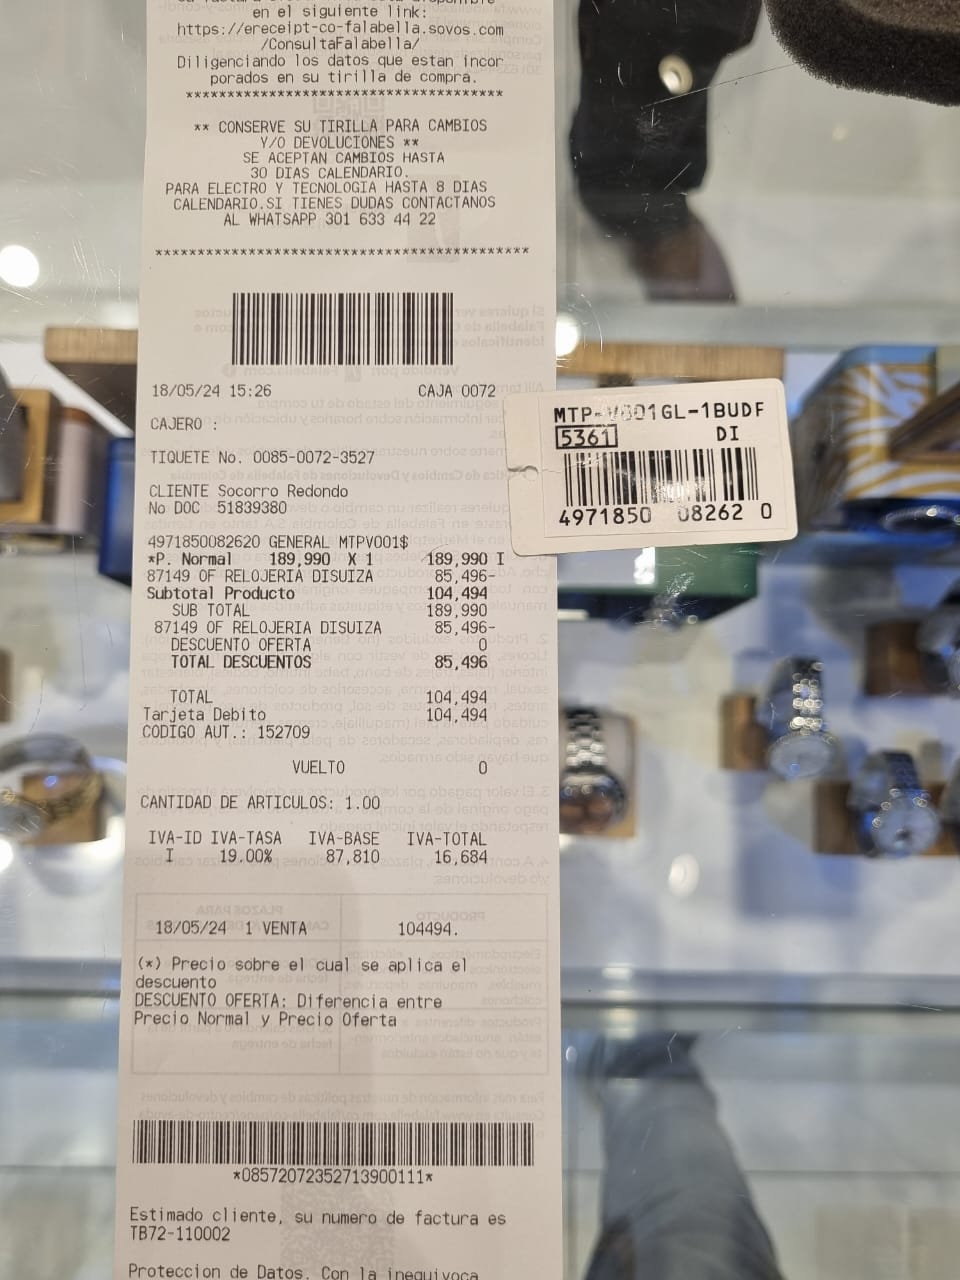 en el siguiente link:
https://ereceipt-co-falabella.sovos.com
/ConsultaFalabella/
Diligenciando los datos que estan incor
porados en su tirilla de compra.
************************************
** CONSERVE SU TIRILLA PARA CAMBIOS
Y/O DEVOLUCIONES **
SE ACEPTAN CAMBIOS HASTA
30 DIAS CALENDARIO.
PARA ELECTRO Y TECNOLOGIA HASTA 8 DIAS
CALENDARIO.SI TIENES DUDAS CONTACTANOS
AL WHATSAPP 301 633 44 22
******************************************
18/05/24 15:26 CAJA 0072
CAJERO :
TIQUETE No. 0085-0072-3527
CLIENTE Socorro Redondo
No DOC 51839380
4971850082620 GENERAL MTPV001$
*P. Normal 189,990 X 1 189,990 I
87149 OF RELOJERIA DISUIZA 85,496-
Subtotal Producto 104,494
SUB TOTAL 189,990
87149 OF RELOJERIA DISUIZA 85,496-
DESCUENTO OFERTA 0
TOTAL DESCUENTOS 85,496
TOTAL 104,494
Tarjeta Debito 104,494
CODIGO AUT.: 152709
VUELTO 0
CANTIDAD DE ARTICULOS: 1.00
IVA-ID IVA-TASA IVA-BASE IVA-TOTAL
I 19.00% 87,810 16,684
18/05/24 1 VENTA 104494.
(*) Precio sobre el cual se aplica el
descuento
DESCUENTO OFERTA: Diferencia entre
Precio Normal y Precio Oferta
*08572072352713900111*
Estimado cliente, su numero de factura es
TB72-110002
Proteccion de Datos. Con la inequivoca
MTP-V001GL-1BUDF
5361 DI
4971850 08262 0